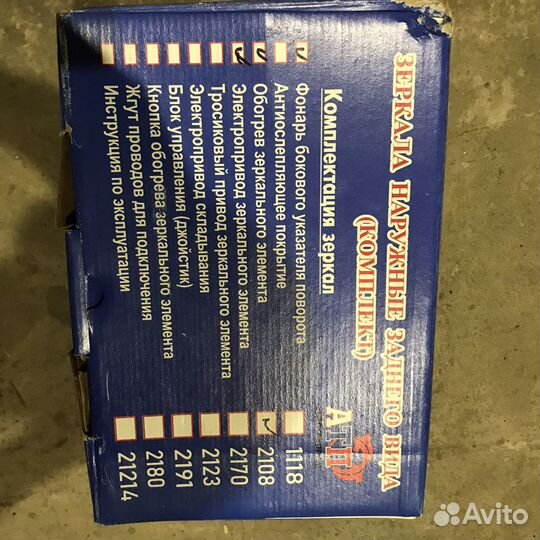 ЗЕРКАЛА НАРУЖНЫЕ ЗАДНЕГО ВИДА
(КОМПЛЕКТ)
Комплектация зеркал
Фонарь бокового указателя поворота
Антиослепляющее покрытие
Обогрев зеркального элемента
Электропривод зеркального элемента
Тросиковый привод зеркального элемента
Электропривод складывания
Блок управления (джойстик)
Кнопка обогрева зеркального элемента
Жгут проводов для подключения
Инструкция по эксплуатации
АТП
1118
2108
2170
2123
2191
2180
21214
Avito